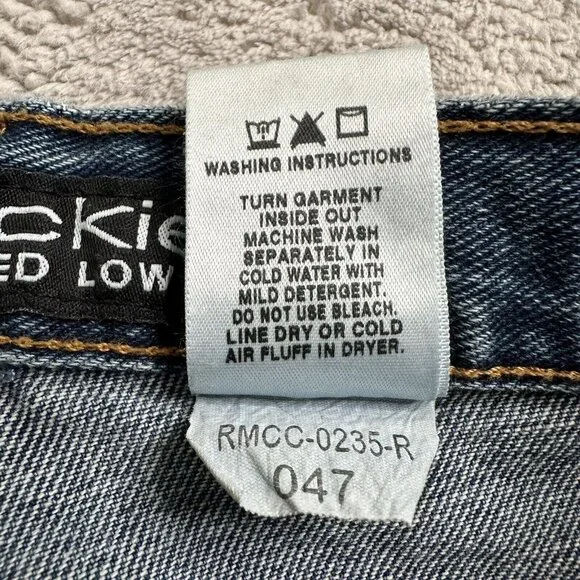 WASHING INSTRUCTIONS
TURN GARMENT
INSIDE OUT
MACHINE WASH
SEPARATELY IN
COLD WATER WITH
MILD DETERGENT.
DO NOT USE BLEACH.
LINE DRY OR COLD
AIR FLUFF IN DRYER.
cKie
ED LOW
RMCC-0235-R
047